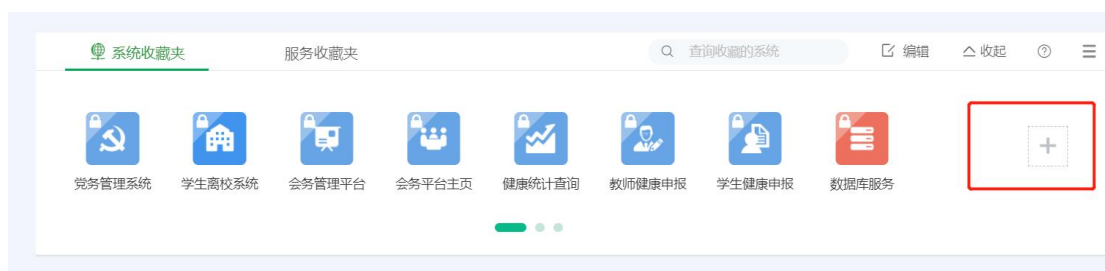 系统收藏夹 服务收藏夹 查询收藏的系统 编辑 收起
党务管理系统 学生离校系统 会务管理平台 会务平台主页 健康统计查询 教师健康申报 学生健康申报 数据库服务